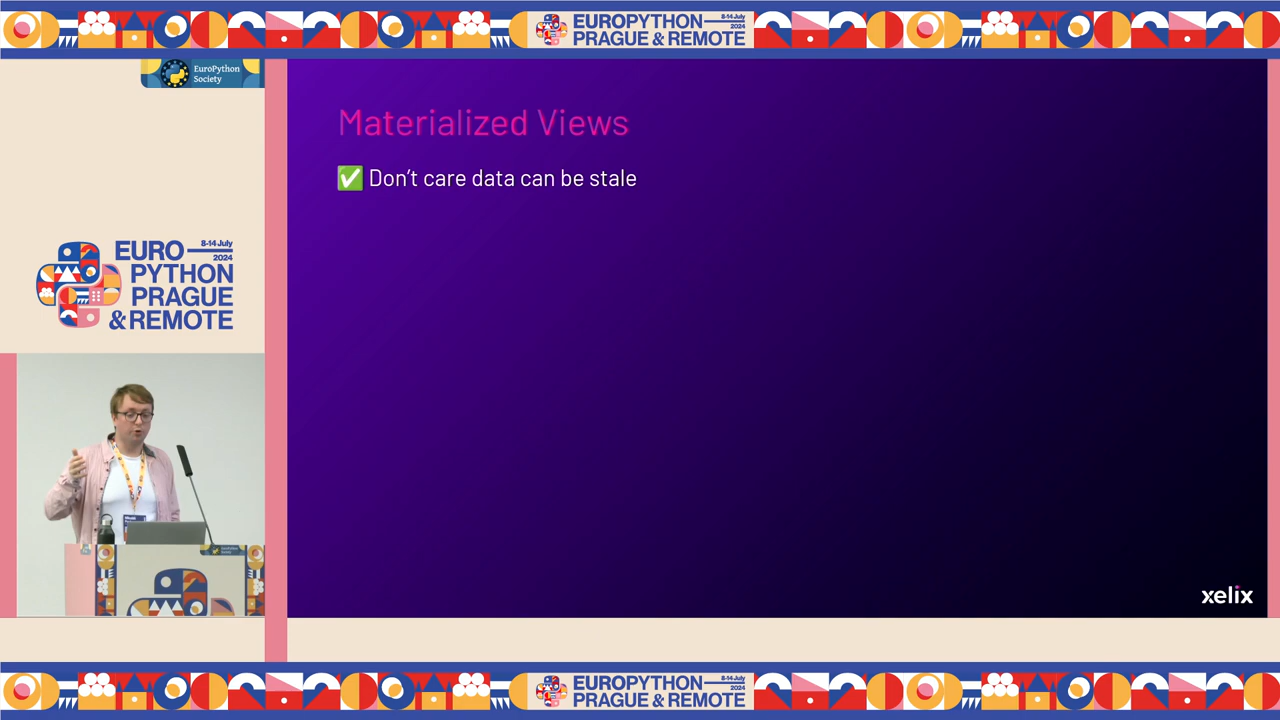 EUROPYTHON
8-14 July
2024
PRAGUE & REMOTE
EuroPython
Society
Materialized Views
✅ Don't care data can be stale
EURO
8-14 July
2024
PYTHON
PRAGUE
& REMOTE
xelix
EUROPYTHON
8-14 July
2024
PRAGUE & REMOTE